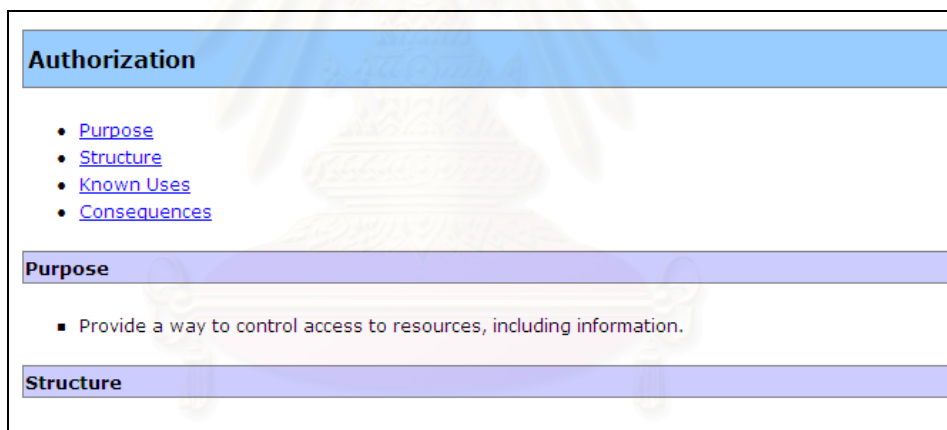 Authorization
Purpose
Structure
Known Uses
Consequences
Purpose
Provide a way to control access to resources, including information.
Structure